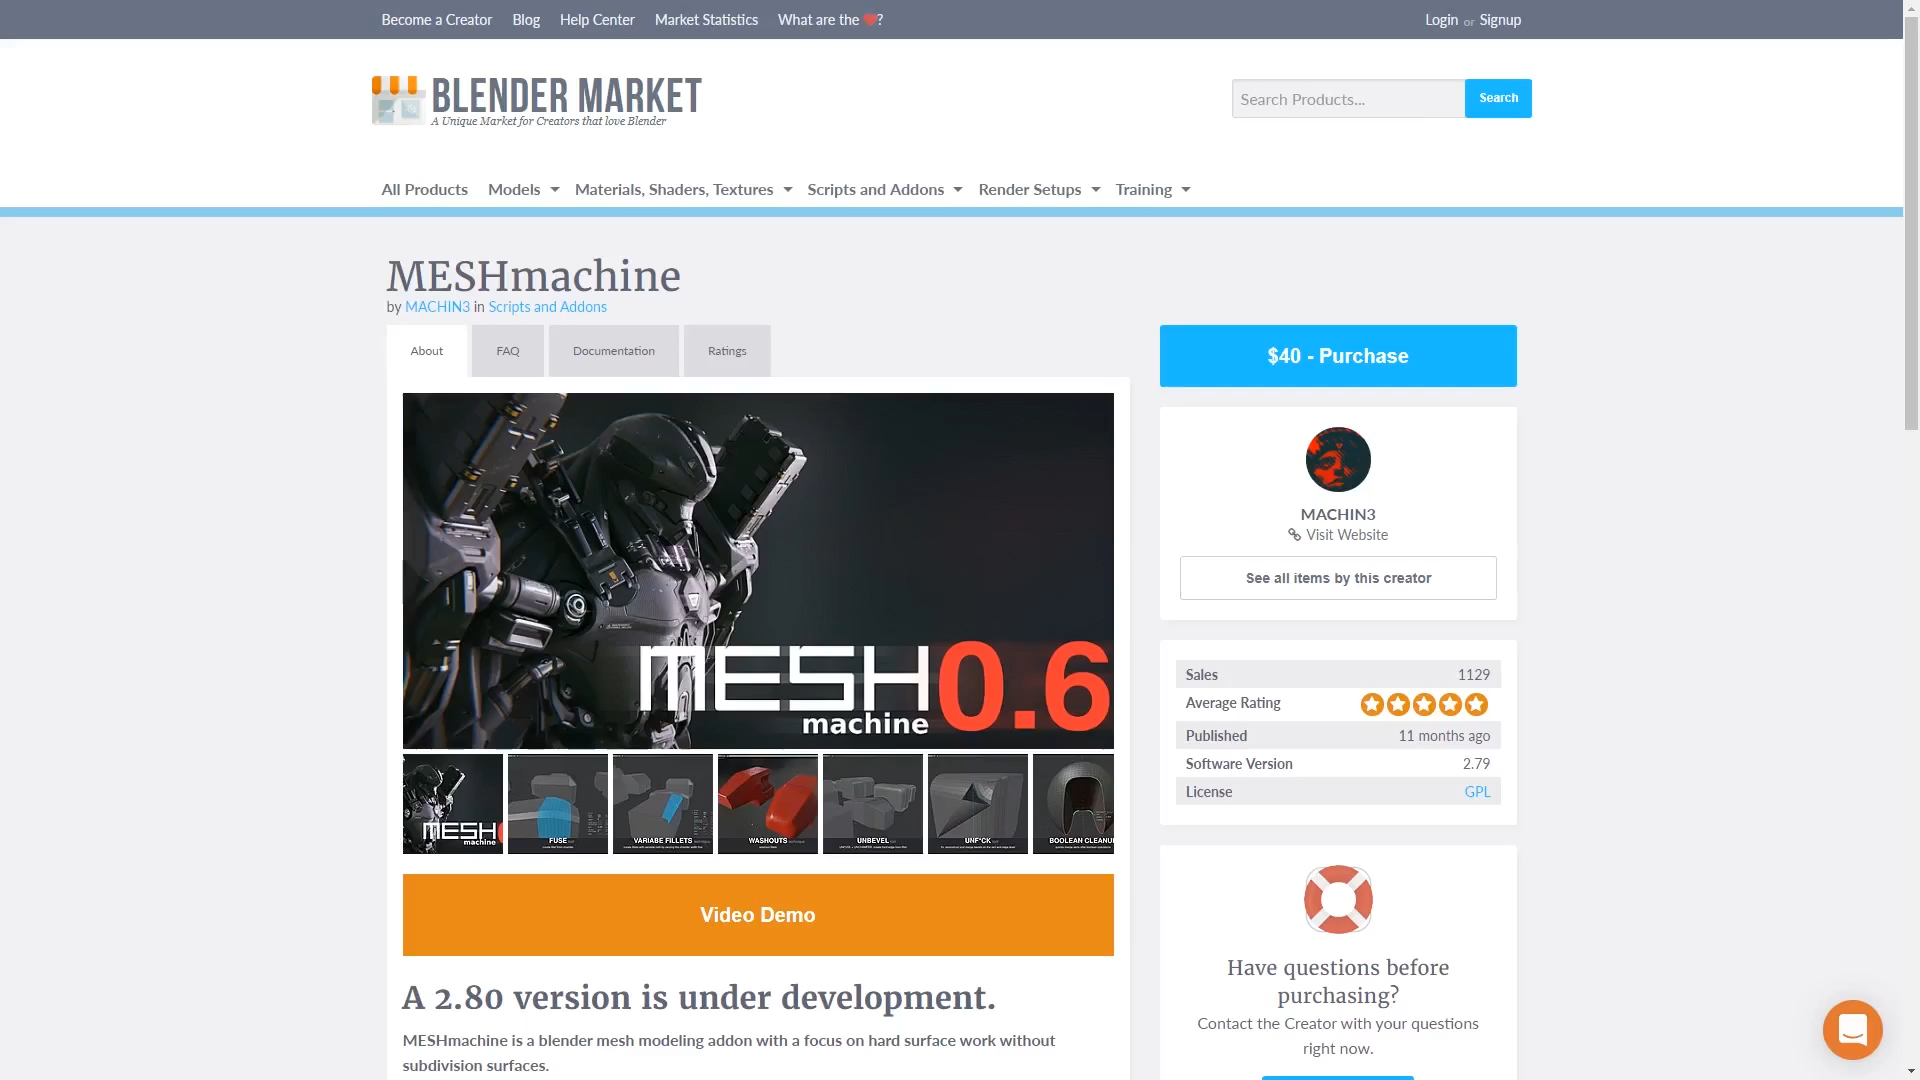 Become a Creator Blog Help Center Market Statistics What are the ❤?
Login or Signup
BLENDER MARKET
A Unique Market for Creators that love Blender
Search Products...
Search
All Products Models Materials, Shaders, Textures Scripts and Addons Render Setups Training
MESHmachine
by MACHIN3 in Scripts and Addons
About FAQ Documentation Ratings
$40 - Purchase
MESH 0.6
machine
MACHIN3
Visit Website
See all items by this creator
Sales 1129
Average Rating
Published 11 months ago
Software Version 2.79
License GPL
MESH
machine
FUSE
VARIABE FILLETS
WASHOUTS
UNBEVEL
UNF*CK
BOOLEAN CLEANU
Video Demo
A 2.80 version is under development.
MESHmachine is a blender mesh modeling addon with a focus on hard surface work without
subdivision surfaces.
Have questions before
purchasing?
Contact the Creator with your questions
right now.